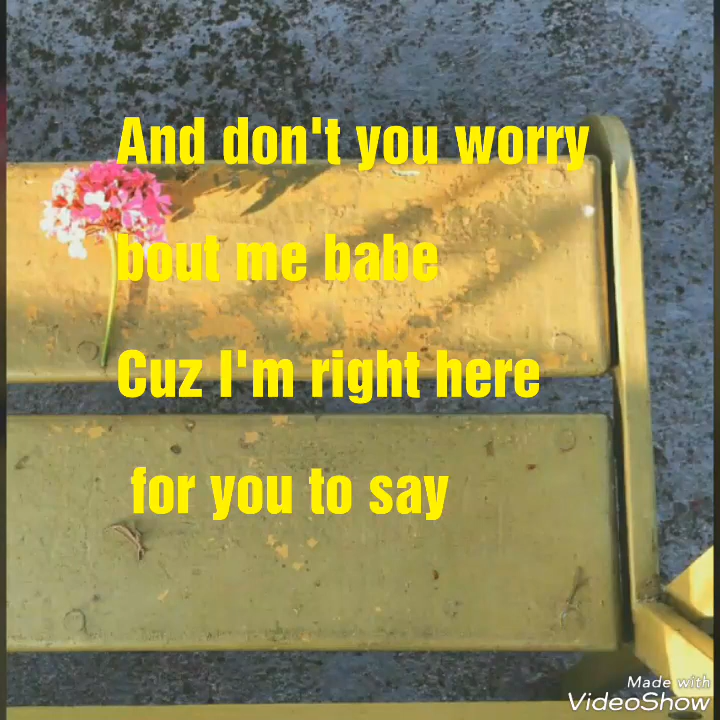 And don't you worry
bout me babe
Cuz I'm right here
for you to say
Made with
VideoShow